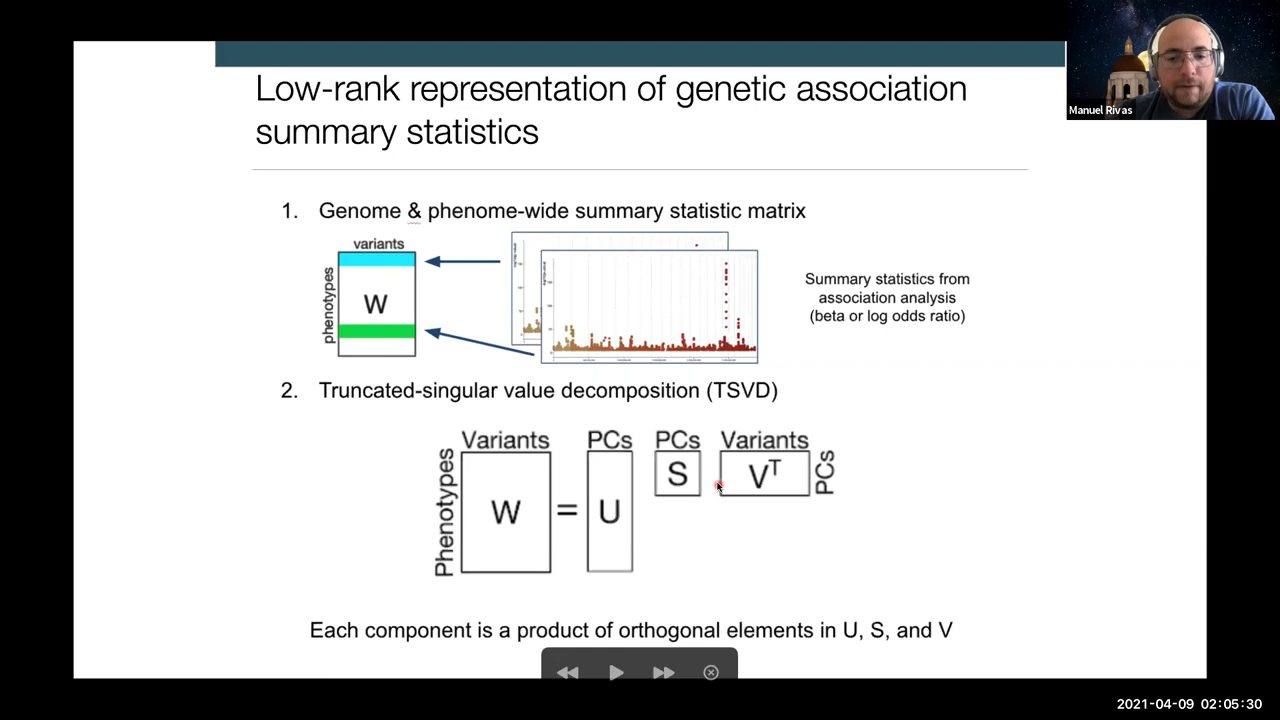 Low-rank representation of genetic association
summary statistics
Manuel Rivas
1. Genome & phenome-wide summary statistic matrix
variants
phenotypes
W
Summary statistics from
association analysis
(beta or log odds ratio)
2. Truncated-singular value decomposition (TSVD)
Variants
PCs
PCs
Variants
Phenotypes
W
=
U
S
VT
PCs
Each component is a product of orthogonal elements in U, S, and V
2021-04-09 02:05:30